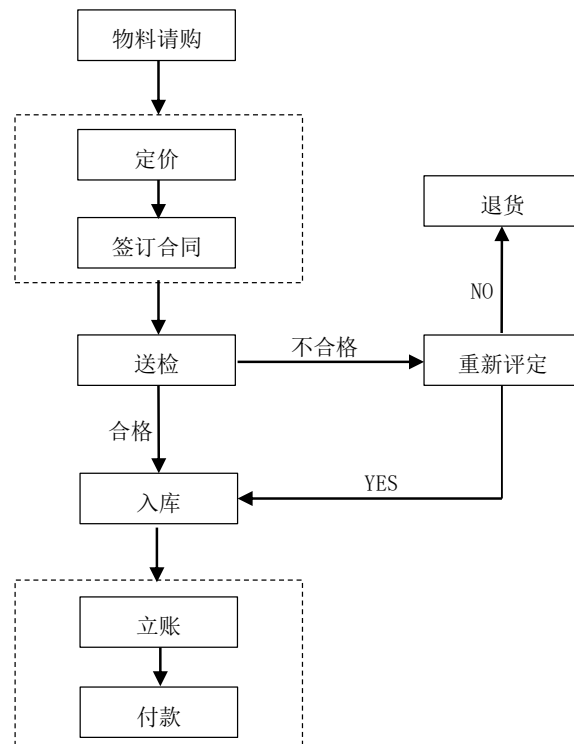 物料请购
定价
签订合同
退货
NO
送检
不合格
重新评定
合格
YES
入库
立账
付款